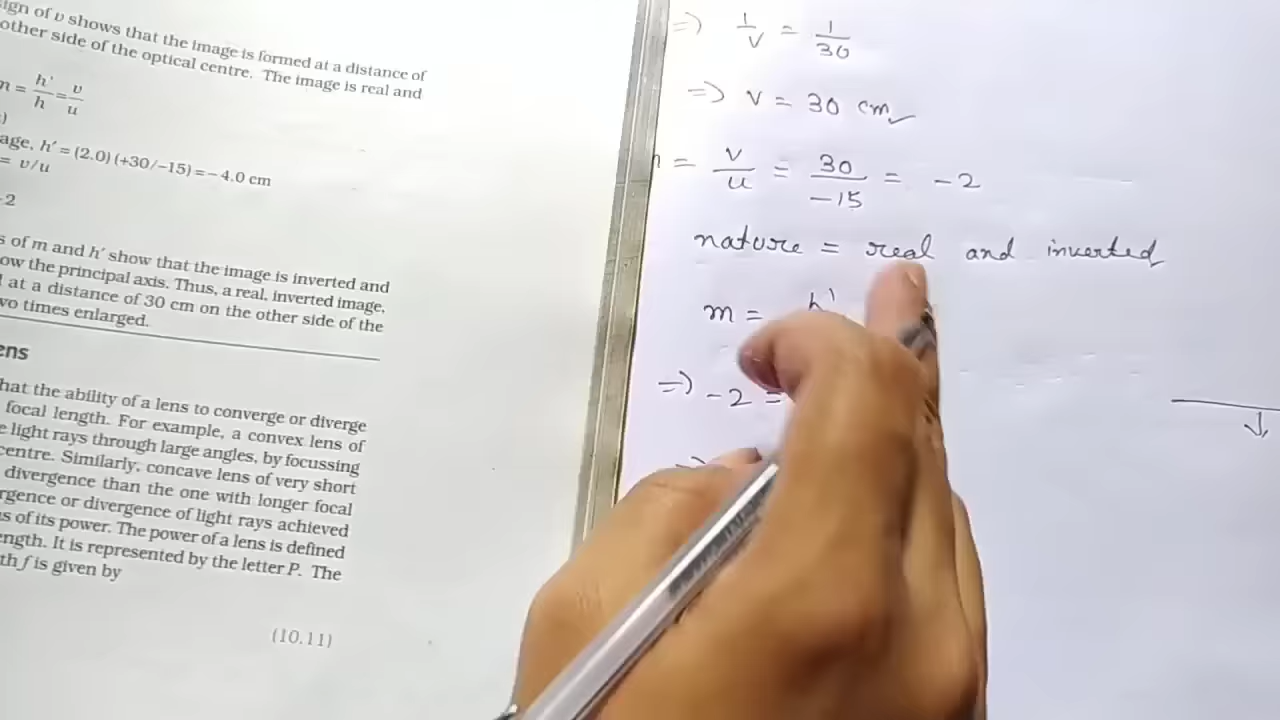 sign of υ shows that the image is formed at a distance of
other side of the optical centre. The image is real and
m = h'/h = υ/u
)
age, h' = (2.0) (+30/–15) = – 4.0 cm
= υ/u
2
s of m and h' show that the image is inverted and
ow the principal axis. Thus, a real, inverted image,
at a distance of 30 cm on the other side of the
wo times enlarged.
ens
hat the ability of a lens to converge or diverge
focal length. For example, a convex lens of
e light rays through large angles, by focussing
centre. Similarly, concave lens of very short
divergence than the one with longer focal
rgence or divergence of light rays achieved
s of its power. The power of a lens is defined
ength. It is represented by the letter P. The
th f is given by
(10.11)
=> 1/v = 1/30
=> v = 30 cm
= v/u = 30/-15 = -2
nature = real and inverted
m = h'
=> -2 =